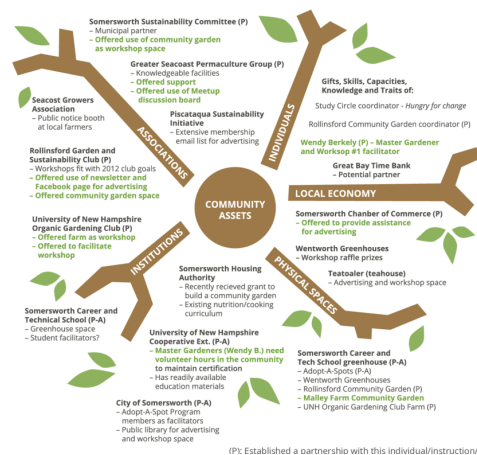 Somersworth Sustainability Committee (P)
– Municipal partner
– Offered use of community garden
as workshop space
Greater Seacoast Permaculture Group (P)
– Knowledgeable facilities
– Offered support
– Offered use of Meetup
discussion board
Seacost Growers
Association
– Public notice booth
at local farmers
Piscataqua Sustainability
Initiative
– Extensive membership
email list for advertising
Rollinsford Garden and
Sustainability Club (P)
– Workshops fit with 2012 club goals
– Offered use of newsletter and
Facebook page for advertising
– Offered community garden space
ASSOCIATIONS
INDIVIDUALS
Gifts, Skills, Capacities,
Knowledge and Traits of:
Study Circle coordinator - Hungry for change
Rollinsford Community Garden coordinator (P)
Wendy Berkely (P) – Master Gardener
and Worksop #1 facilitator
Great Bay Time Bank
– Potential partner
COMMUNITY
ASSETS
LOCAL ECONOMY
Somersworth Chanber of Commerce (P)
– Offered to provide assistance
for advertising
Wentworth Greenhouses
– Workshop raffle prizes
Teatoaler (teahouse)
– Advertising and workshop space
University of New Hampshire
Organic Gardening Club (P)
– Offered farm as workshop
– Offered to facilitate
workshop
INSTITUTIONS
Somersworth Career and
Technical School (P-A)
– Greenhouse space
– Student facilitators?
Somersworth Housing
Authority
– Recently recieved grant to
build a community garden
– Existing nutrition/cooking
curriculum
University of New Hampshire
Cooperative Ext. (P-A)
– Master Gardeners (Wendy B.) need
volunteer hours in the community
to maintain certification
– Has readily available
education materials
City of Somersworth (P-A)
– Adopt-A-Spot Program
members as facilitators
– Public library for advertising
and workshop space
PHYSICAL SPACES
Somersworth Career and
Tech School greenhouse (P-A)
– Adopt-A-Spots (P-A)
– Wentworth Greenhouses
– Rollinsford Community Garden (P)
– Malley Farm Community Garden
– UNH Organic Gardening Club Farm (P)
(P): Established a partnership with this individual/instruction/